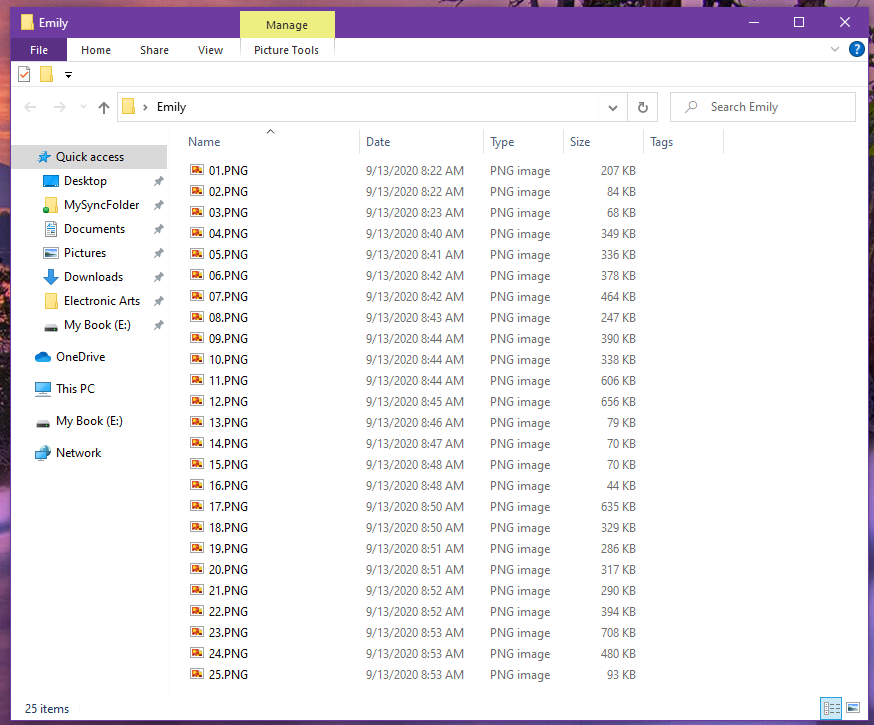 Emily
Manage
File Home Share View Picture Tools
Emily
Search Emily
Name Date Type Size Tags
Quick access
Desktop
MySyncFolder
Documents
Pictures
Downloads
Electronic Arts
My Book (E:)
OneDrive
This PC
My Book (E:)
Network
01.PNG 9/13/2020 8:22 AM PNG image 207 KB
02.PNG 9/13/2020 8:22 AM PNG image 84 KB
03.PNG 9/13/2020 8:23 AM PNG image 68 KB
04.PNG 9/13/2020 8:40 AM PNG image 349 KB
05.PNG 9/13/2020 8:41 AM PNG image 336 KB
06.PNG 9/13/2020 8:42 AM PNG image 378 KB
07.PNG 9/13/2020 8:42 AM PNG image 464 KB
08.PNG 9/13/2020 8:43 AM PNG image 247 KB
09.PNG 9/13/2020 8:44 AM PNG image 390 KB
10.PNG 9/13/2020 8:44 AM PNG image 338 KB
11.PNG 9/13/2020 8:44 AM PNG image 606 KB
12.PNG 9/13/2020 8:45 AM PNG image 656 KB
13.PNG 9/13/2020 8:46 AM PNG image 79 KB
14.PNG 9/13/2020 8:47 AM PNG image 70 KB
15.PNG 9/13/2020 8:48 AM PNG image 70 KB
16.PNG 9/13/2020 8:48 AM PNG image 44 KB
17.PNG 9/13/2020 8:50 AM PNG image 635 KB
18.PNG 9/13/2020 8:50 AM PNG image 329 KB
19.PNG 9/13/2020 8:51 AM PNG image 286 KB
20.PNG 9/13/2020 8:51 AM PNG image 317 KB
21.PNG 9/13/2020 8:52 AM PNG image 290 KB
22.PNG 9/13/2020 8:52 AM PNG image 394 KB
23.PNG 9/13/2020 8:53 AM PNG image 708 KB
24.PNG 9/13/2020 8:53 AM PNG image 480 KB
25.PNG 9/13/2020 8:53 AM PNG image 93 KB
25 items